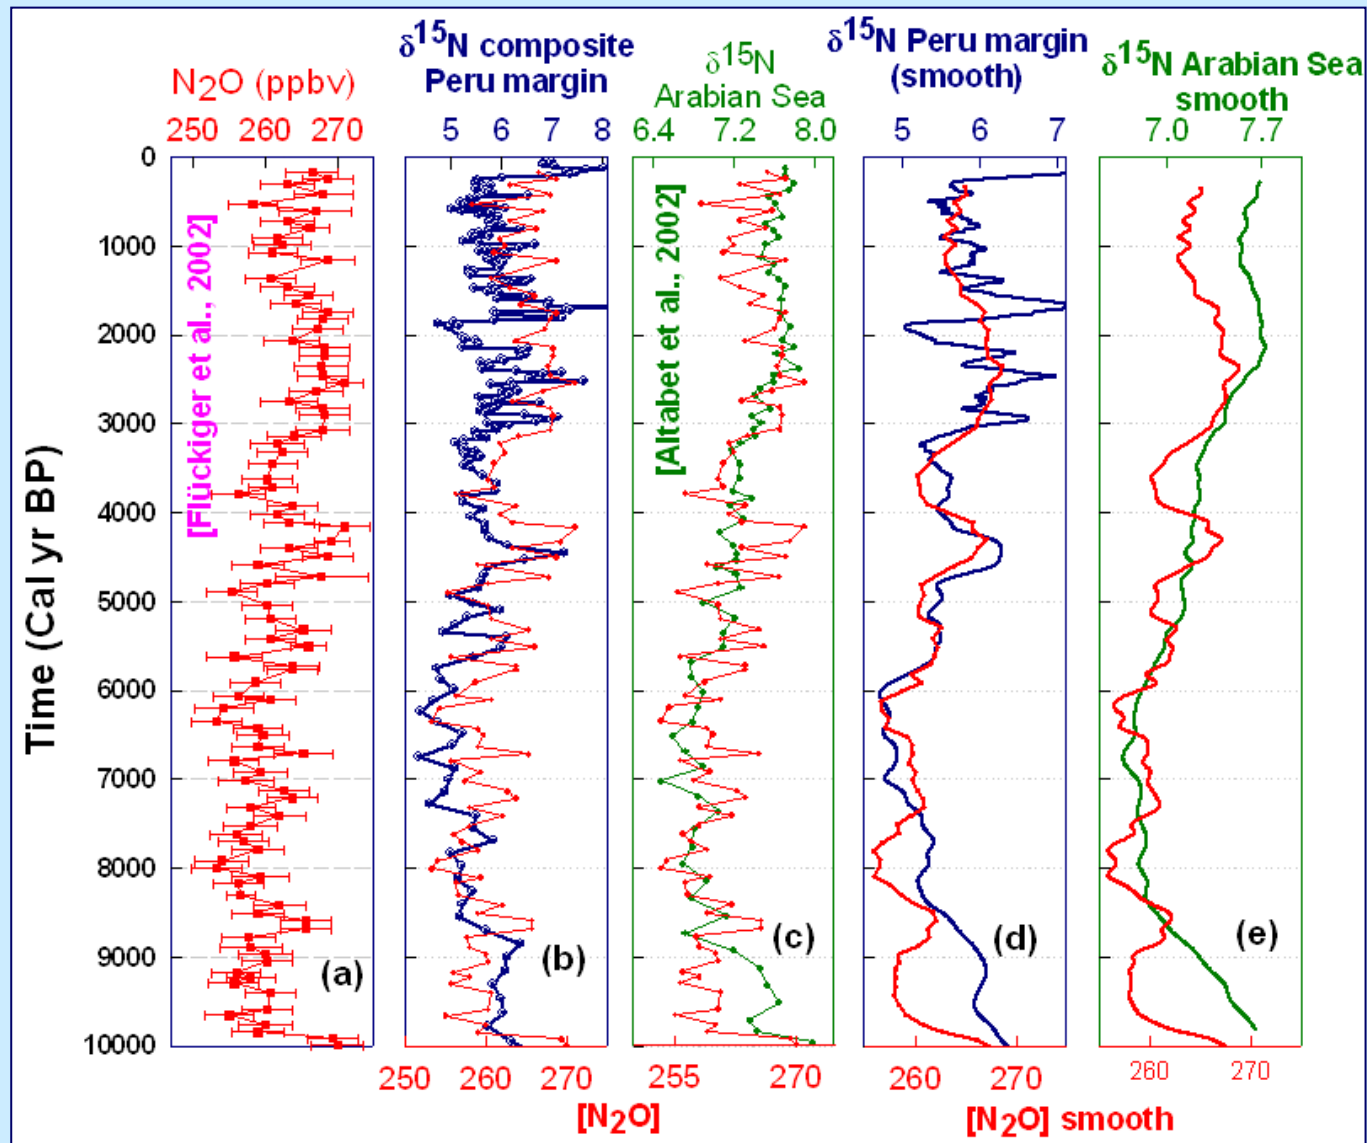 δ15N composite
Peru margin
δ15N
Arabian Sea
δ15N Peru margin
(smooth)
δ15N Arabian Sea
smooth
N2O (ppbv)
250 260 270
5 6 7 8
6.4 7.2 8.0
5 6 7
7.0 7.7
0
1000
2000
3000
4000
5000
6000
7000
8000
9000
10000
Time (Cal yr BP)
[Flückiger et al., 2002]
[Altabet et al., 2002]
(a)
(b)
(c)
(d)
(e)
250 260 270
255 270
260 270
260 270
[N2O]
[N2O] smooth